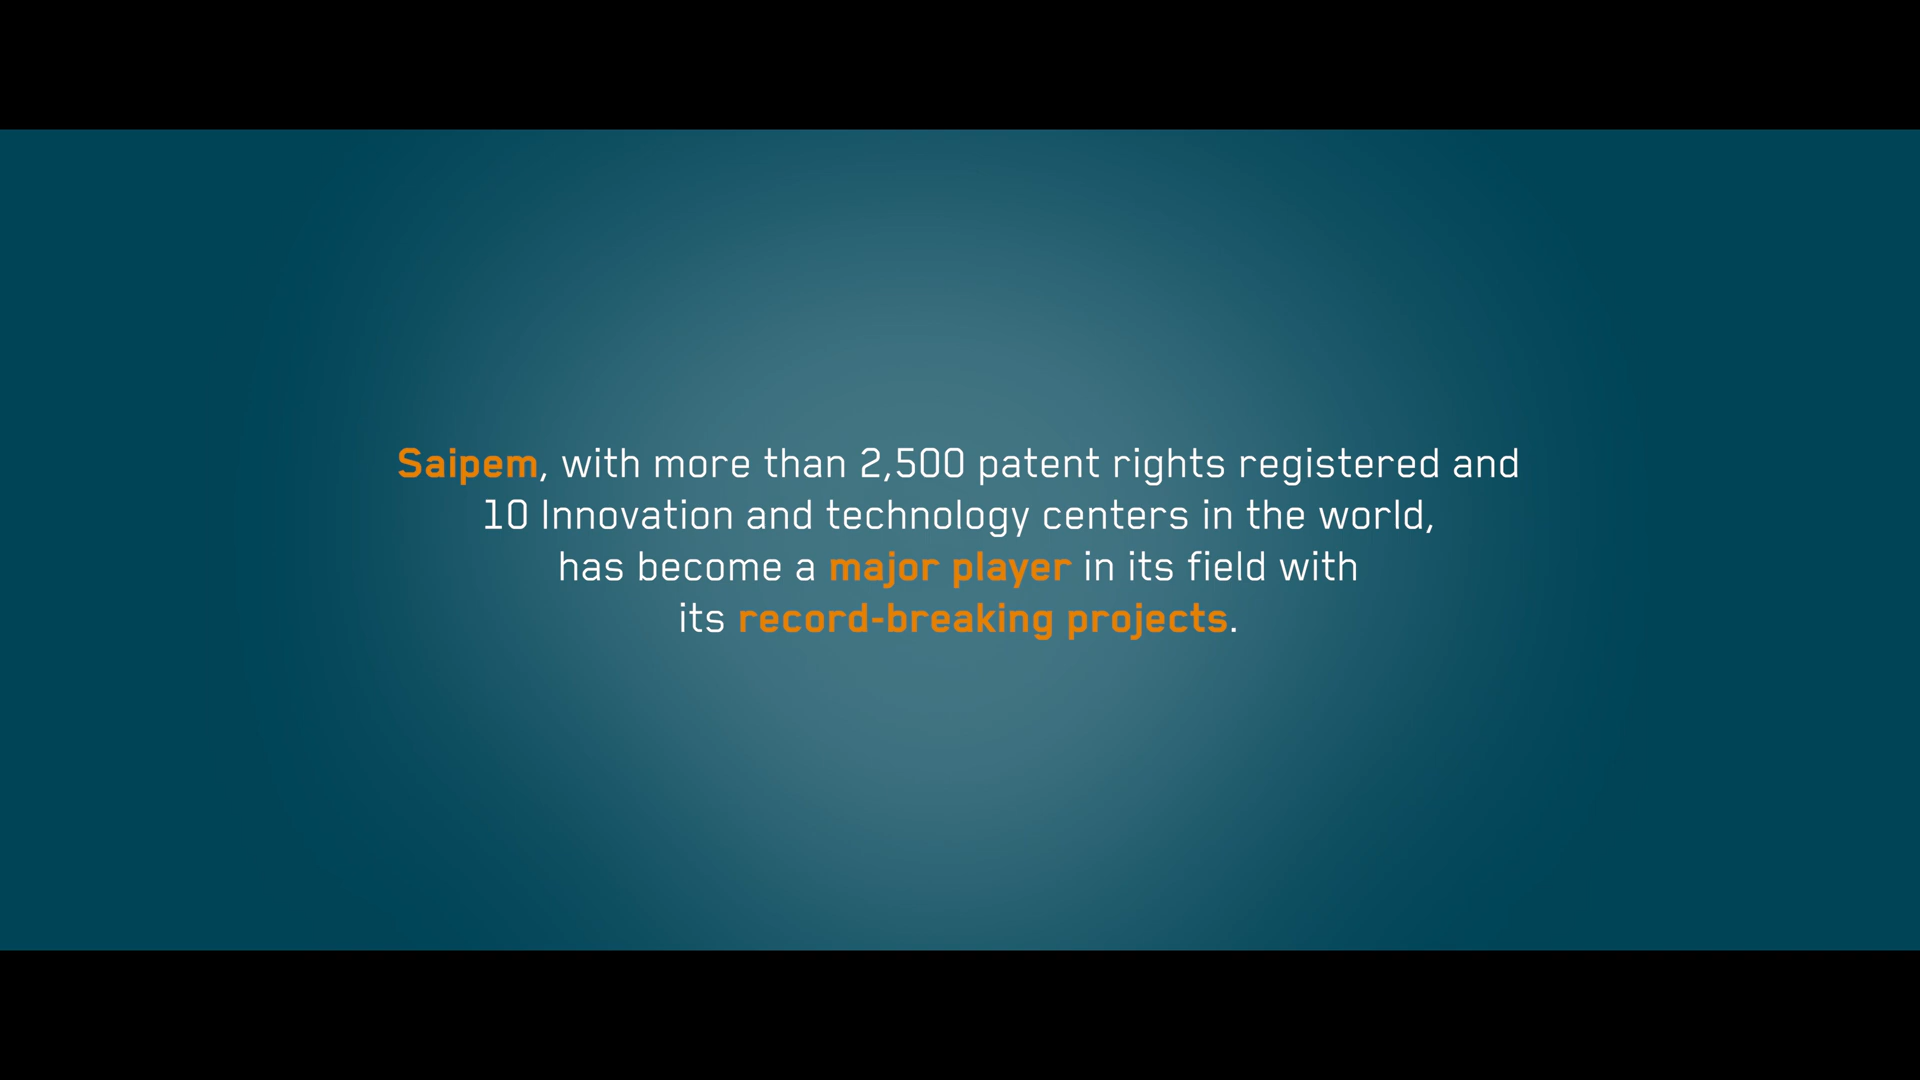 Saipem, with more than 2,500 patent rights registered and
10 Innovation and technology centers in the world,
has become a major player in its field with
its record-breaking projects.